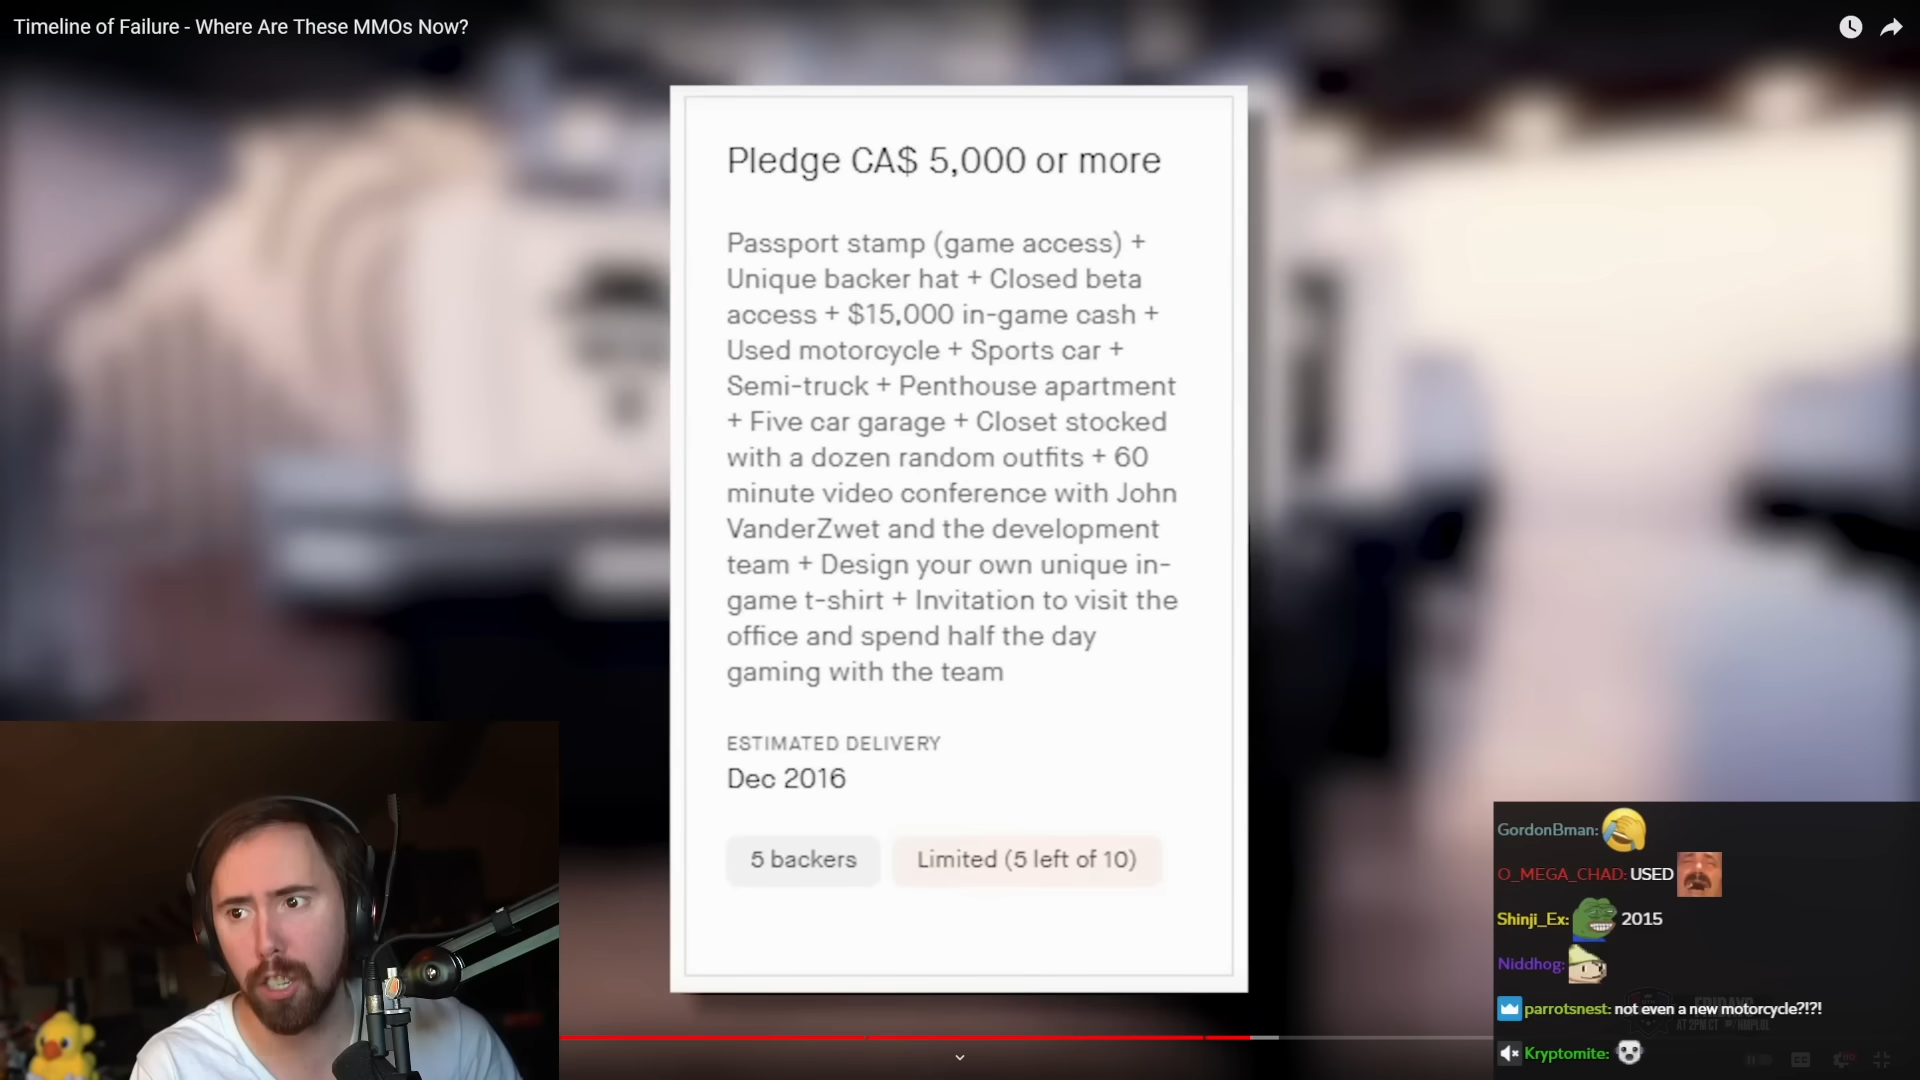 Timeline of Failure - Where Are These MMOs Now?
Pledge CA$ 5,000 or more
Passport stamp (game access) +
Unique backer hat + Closed beta
access + $15,000 in-game cash +
Used motorcycle + Sports car +
Semi-truck + Penthouse apartment
+ Five car garage + Closet stocked
with a dozen random outfits + 60
minute video conference with John
VanderZwet and the development
team + Design your own unique in-
game t-shirt + Invitation to visit the
office and spend half the day
gaming with the team
ESTIMATED DELIVERY
Dec 2016
5 backers
Limited (5 left of 10)
GordonBman:
O_MEGA_CHAD: USED
Shinji_Ex: 2015
Niddhog:
parrotsnest: not even a new motorcycle?!?!
Kryptomite: